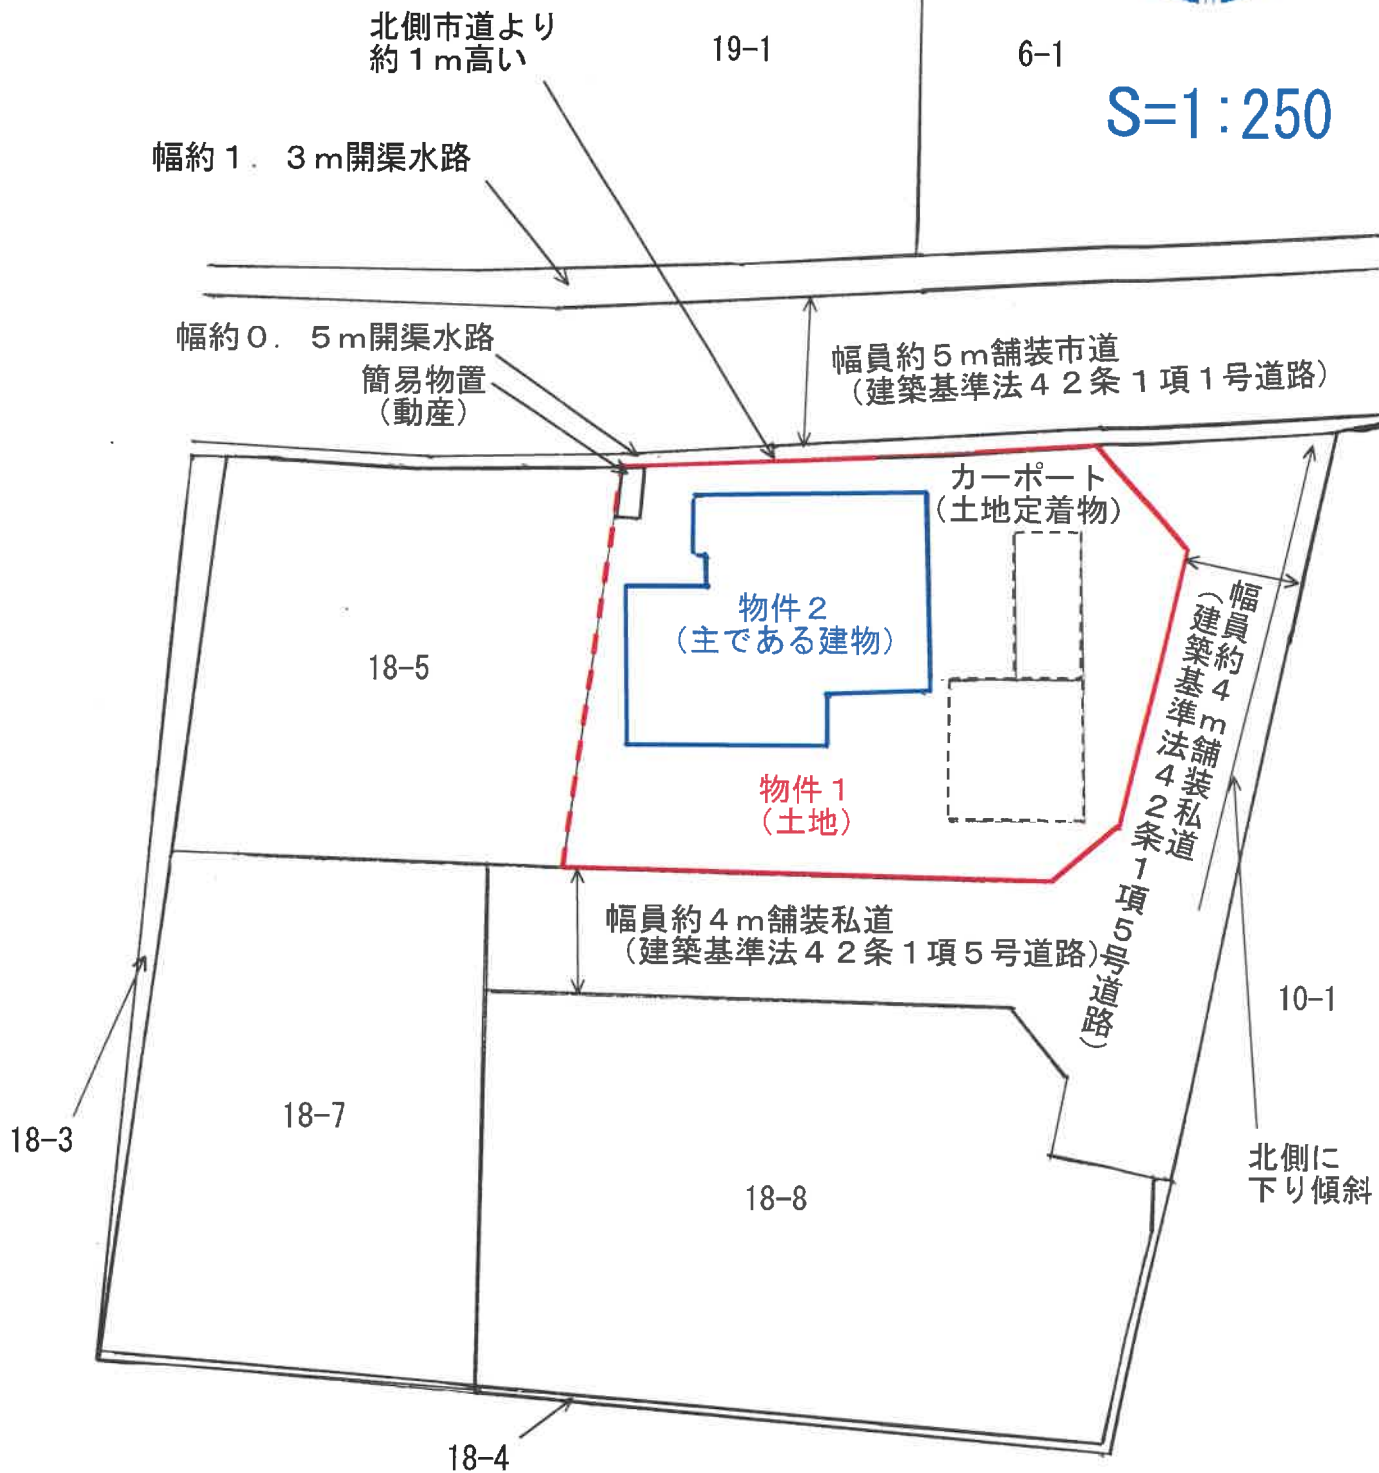 北側市道より
約１ｍ高い
19-1
6-1
S=1:250
幅約１．３ｍ開渠水路
幅約０．５ｍ開渠水路
簡易物置
（動産）
幅員約５ｍ舗装市道
（建築基準法４２条１項１号道路）
カーポート
（土地定着物）
物件２
（主である建物）
18-5
幅員約４ｍ舗装私道
（建築基準法４２条１項５号道路）
物件１
（土地）
幅員約４ｍ舗装私道
（建築基準法４２条１項５号道路）
10-1
18-7
18-3
18-8
北側に
下り傾斜
18-4